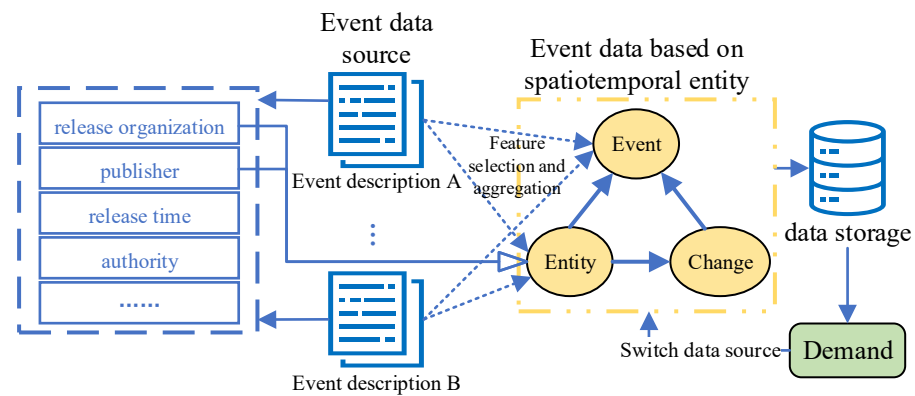 Event data
source
Event data based on
spatiotemporal entity
release organization
publisher
release time
authority
......
Event description A
Feature
selection and
aggregation
Event
Entity
Change
data storage
Event description B
Switch data source
Demand